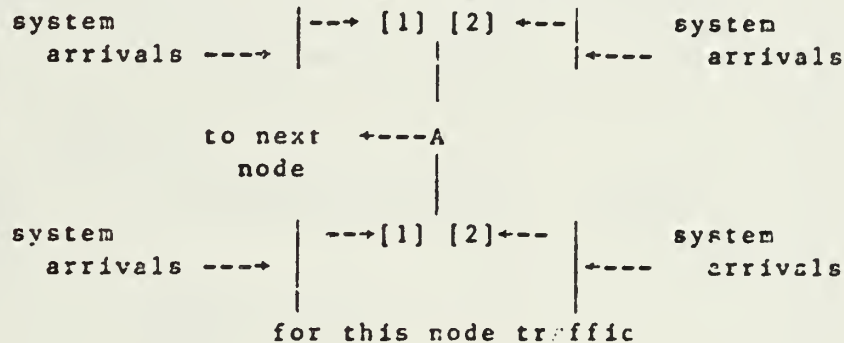 system |---→ [1] [2] ←---| system
arrivals ----→ ←---- arrivals
to next ←----A
node
system ---→[1] [2]←--- system
arrivals ----→ ←---- arrivals
for this node traffic